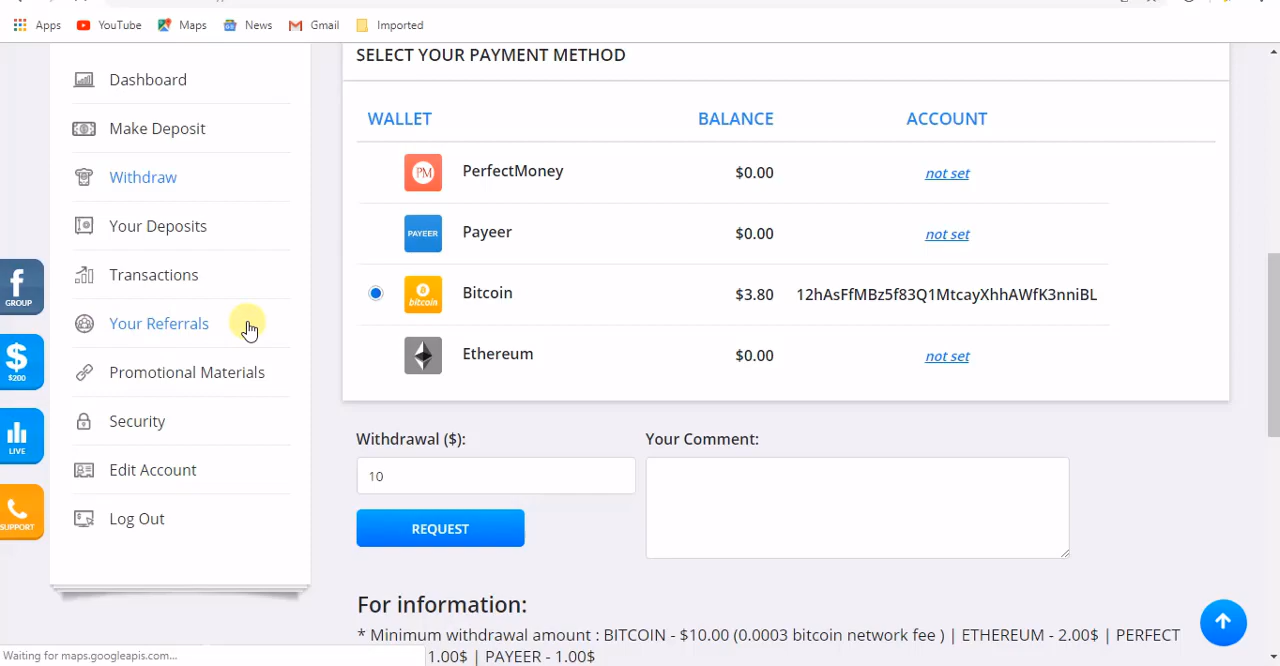 Apps YouTube Maps News Gmail Imported
Dashboard
Make Deposit
Withdraw
Your Deposits
Transactions
Your Referrals
Promotional Materials
Security
Edit Account
Log Out
GROUP
$200
LIVE
SUPPORT
SELECT YOUR PAYMENT METHOD
WALLET BALANCE ACCOUNT
PM PerfectMoney $0.00 not set
PAYEER Payeer $0.00 not set
bitcoin Bitcoin $3.80 12hAsFfMBz5f83Q1MtcayXhhAWfK3nniBL
Ethereum $0.00 not set
Withdrawal ($): Your Comment:
10
REQUEST
For information:
* Minimum withdrawal amount : BITCOIN - $10.00 (0.0003 bitcoin network fee ) | ETHEREUM - 2.00$ | PERFECT
1.00$ | PAYEER - 1.00$
Waiting for maps.googleapis.com...